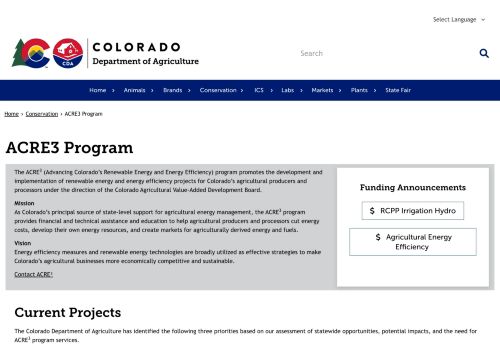 Select Language
CDA
COLORADO
Department of Agriculture
Search
Home › Animals › Brands › Conservation › ICS › Labs › Markets › Plants › State Fair
Home › Conservation › ACRE3 Program
ACRE3 Program
The ACRE³ (Advancing Colorado's Renewable Energy and Energy Efficiency) program promotes the development and
implementation of renewable energy and energy efficiency projects for Colorado's agricultural producers and
processors under the direction of the Colorado Agricultural Value-Added Development Board.
Mission
As Colorado's principal source of state-level support for agricultural energy management, the ACRE³ program
provides financial and technical assistance and education to help agricultural producers and processors cut energy
costs, develop their own energy resources, and create markets for agriculturally derived energy and fuels.
Vision
Energy efficiency measures and renewable energy technologies are broadly utilized as effective strategies to make
Colorado's agricultural businesses more economically competitive and sustainable.
Contact ACRE³
Funding Announcements
$ RCPP Irrigation Hydro
$ Agricultural Energy
Efficiency
Current Projects
The Colorado Department of Agriculture has identified the following three priorities based on our assessment of statewide opportunities, potential impacts, and the need for
ACRE³ program services.